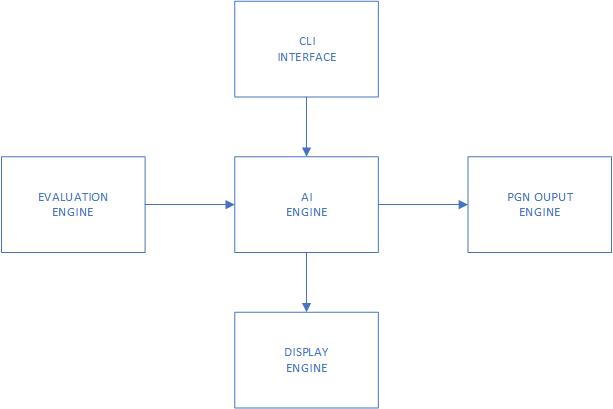 CLI
INTERFACE
EVALUATION
ENGINE
AI
ENGINE
PGN OUPUT
ENGINE
DISPLAY
ENGINE